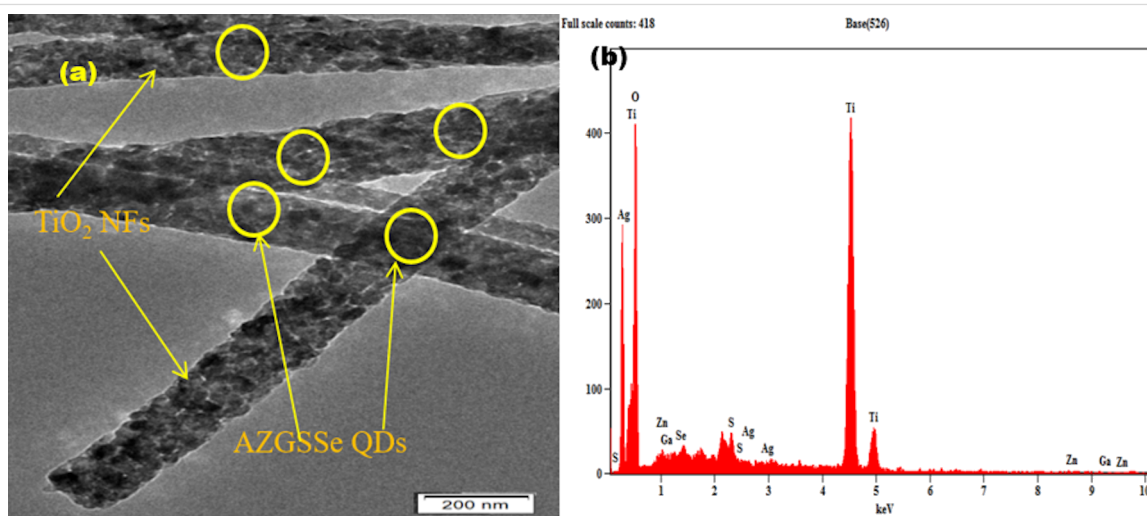 (a)
TiO₂ NFs
AZGSSe QDs
200 nm
Full scale counts: 418
Base(526)
(b)
O
Ti
Ti
Ag
Ti
S
Zn
Ga
Se
S
S
Ag
Ag
Zn
Ga
Zn
400
300
200
100
0
1
2
3
4
5
6
7
8
9
10
keV